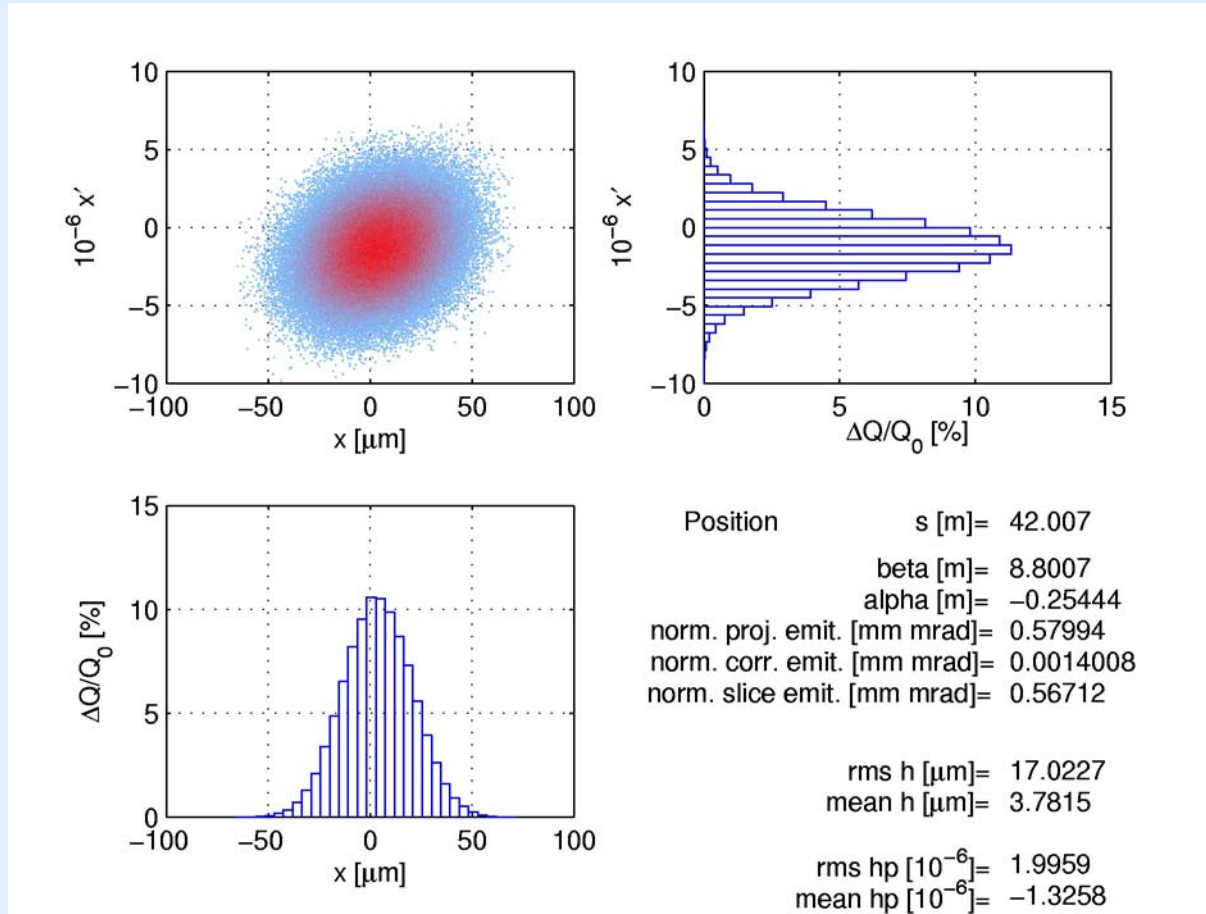 10
5
0
−5
−10
10⁻⁶ x′
−100 −50 0 50 100
x [μm]
10
5
0
−5
−10
10⁻⁶ x′
0 5 10 15
ΔQ/Q₀ [%]
15
10
5
0
ΔQ/Q₀ [%]
−100 −50 0 50 100
x [μm]
Position s [m]= 42.007
beta [m]= 8.8007
alpha [m]= −0.25444
norm. proj. emit. [mm mrad]= 0.57994
norm. corr. emit. [mm mrad]= 0.0014008
norm. slice emit. [mm mrad]= 0.56712
rms h [μm]= 17.0227
mean h [μm]= 3.7815
rms hp [10⁻⁶]= 1.9959
mean hp [10⁻⁶]= −1.3258